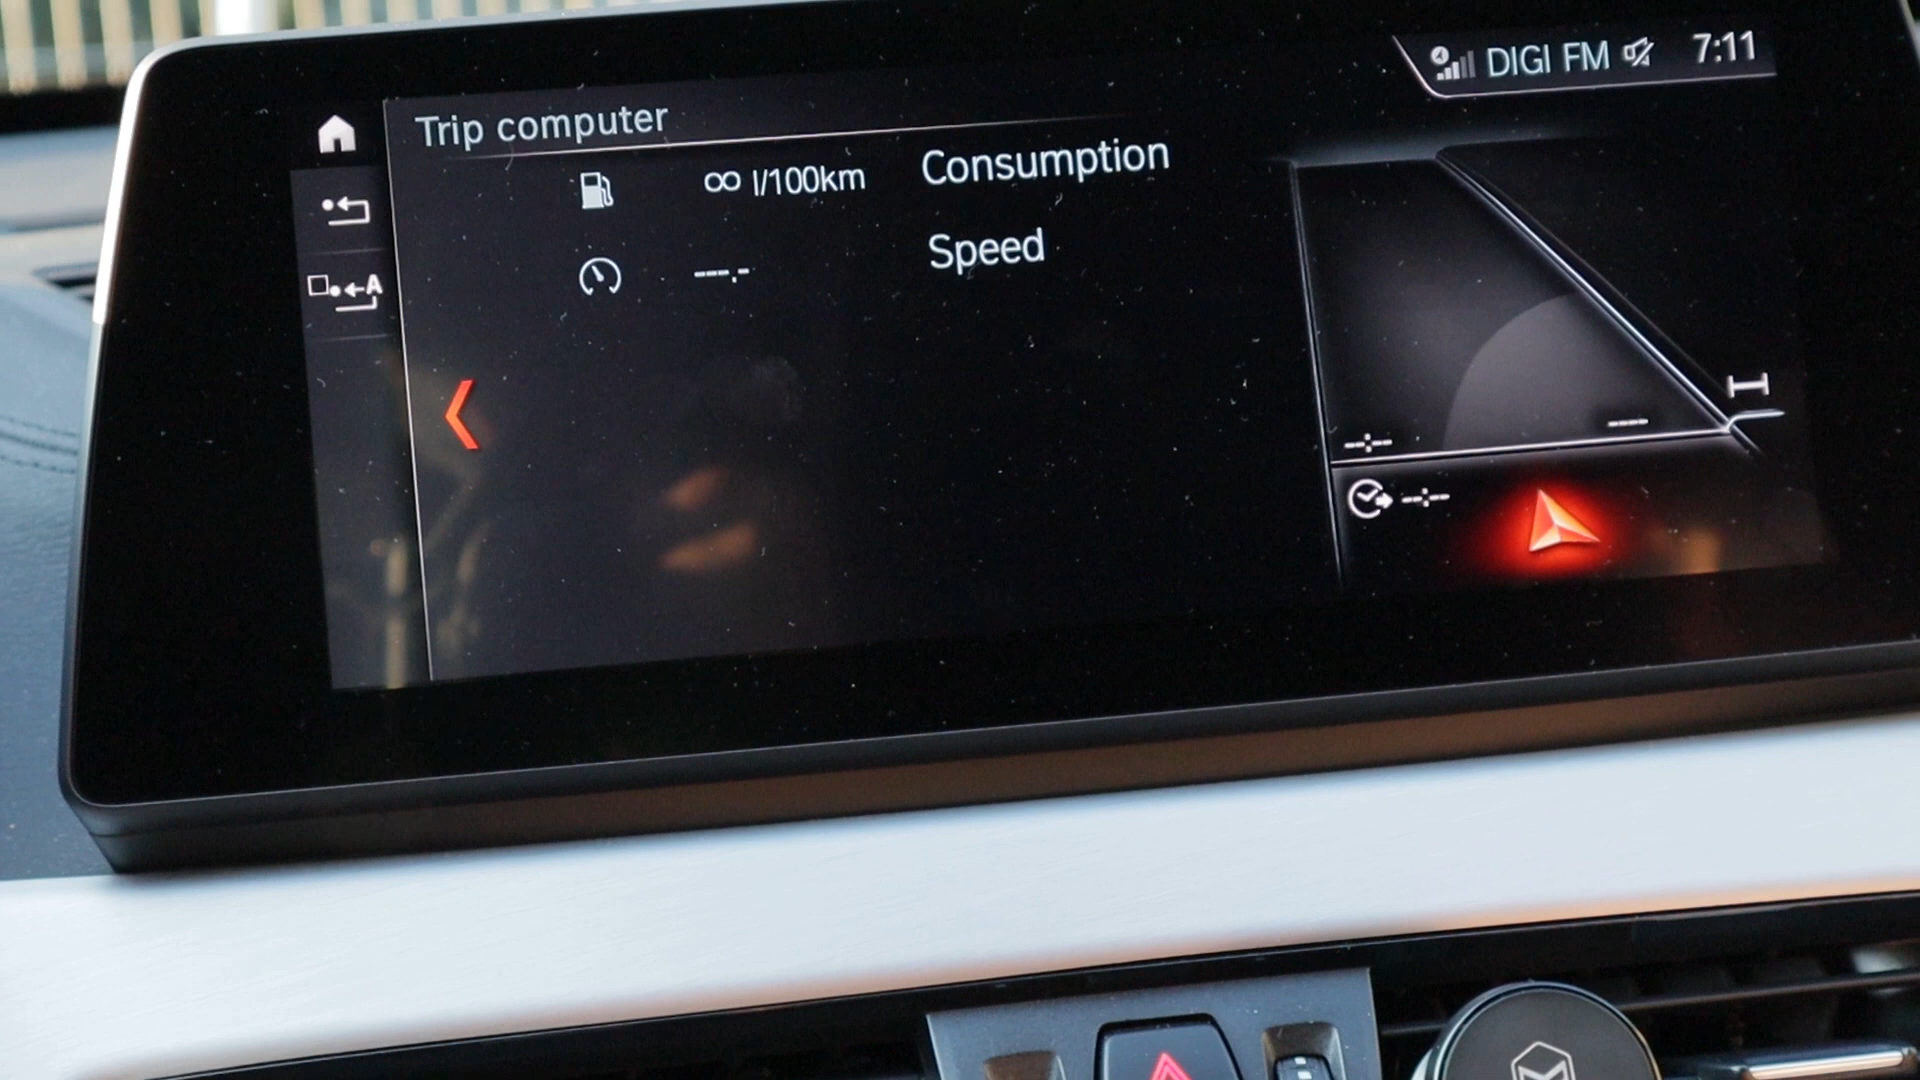 DIGI FM 7:11
Trip computer
∞ l/100km Consumption
---.- Speed
A
----
--:--
--:--